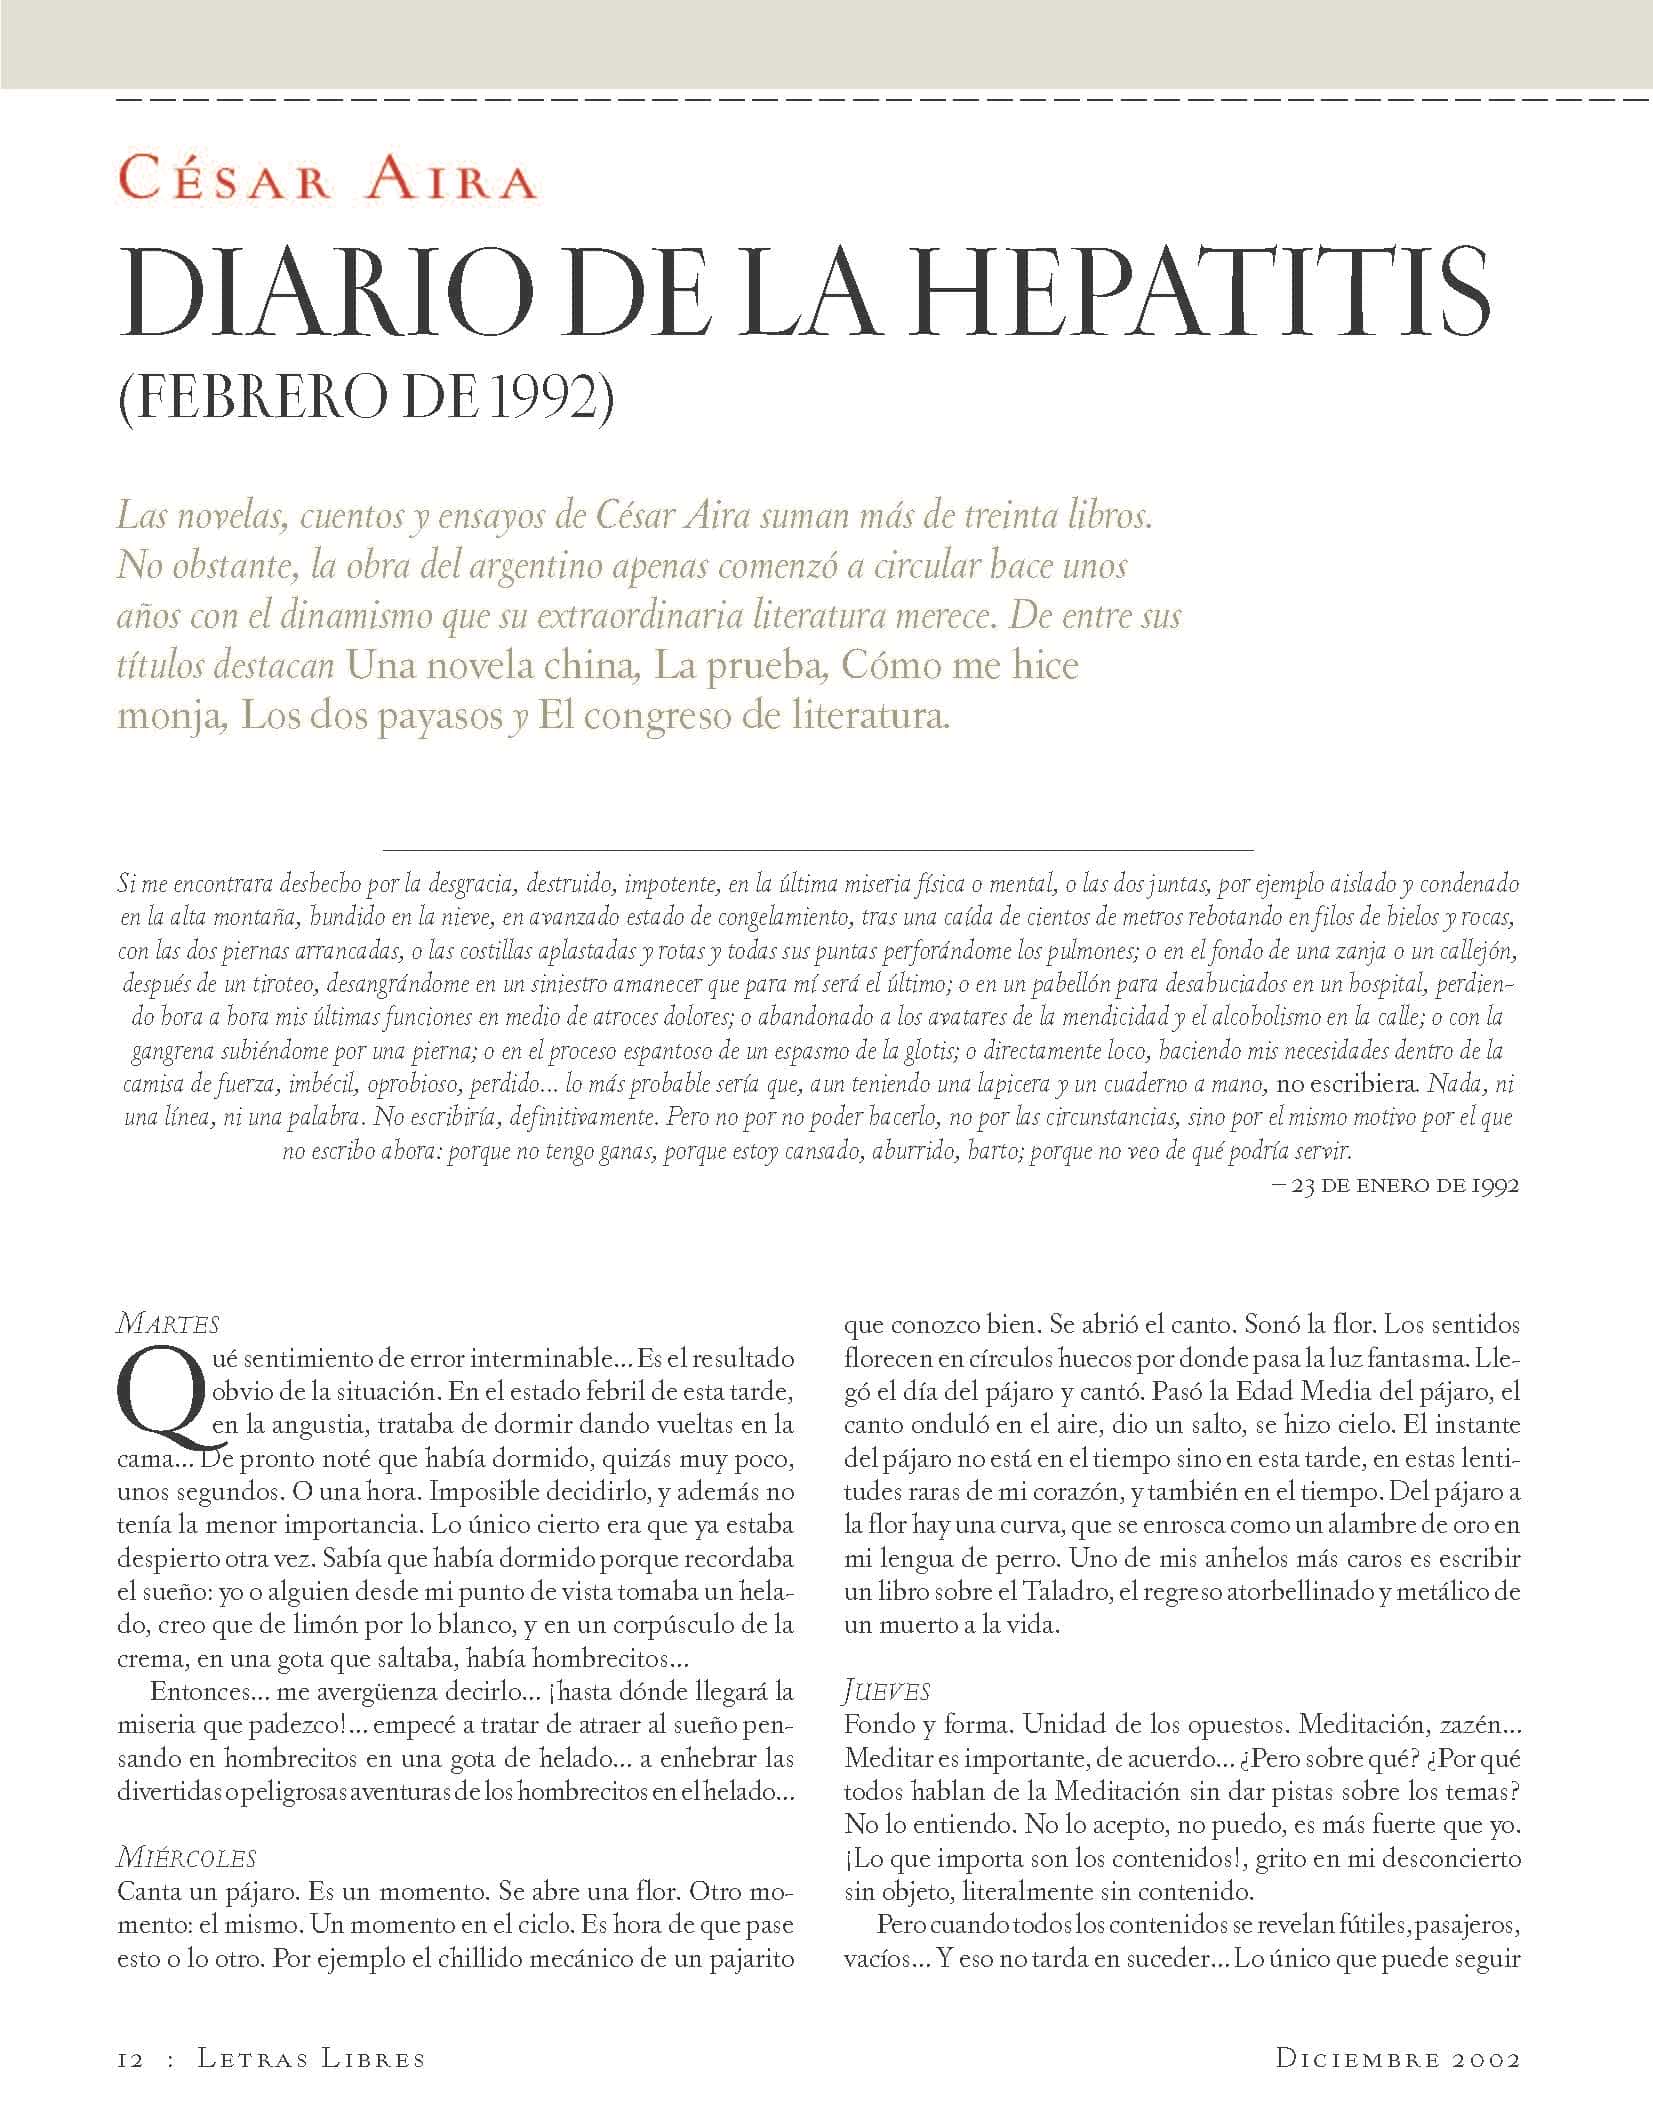 César Aira
DIARIO DE LA HEPATITIS
(FEBRERO DE 1992)
Las novelas, cuentos y ensayos de César Aira suman más de treinta libros.
No obstante, la obra del argentino apenas comenzó a circular hace unos
años con el dinamismo que su extraordinaria literatura merece. De entre sus
títulos destacan Una novela china, La prueba, Cómo me hice
monja, Los dos payasos y El congreso de literatura.
Si me encontrara deshecho por la desgracia, destruido, impotente, en la última miseria física o mental, o las dos juntas, por ejemplo aislado y condenado
en la alta montaña, hundido en la nieve, en avanzado estado de congelamiento, tras una caída de cientos de metros rebotando en filos de hielos y rocas,
con las dos piernas arrancadas, o las costillas aplastadas y rotas y todas sus puntas perforándome los pulmones; o en el fondo de una zanja o un callejón,
después de un tiroteo, desangrándome en un siniestro amanecer que para mí será el último; o en un pabellón para desahuciados en un hospital, perdien-
do hora a hora mis últimas funciones en medio de atroces dolores; o abandonado a los avatares de la mendicidad y el alcoholismo en la calle; o con la
gangrena subiéndome por una pierna; o en el proceso espantoso de un espasmo de la glotis; o directamente loco, haciendo mis necesidades dentro de la
camisa de fuerza, imbécil, oprobioso, perdido... lo más probable sería que, aun teniendo una lapicera y un cuaderno a mano, no escribiera. Nada, ni
una línea, ni una palabra. No escribiría, definitivamente. Pero no por no poder hacerlo, no por las circunstancias, sino por el mismo motivo por el que
no escribo ahora: porque no tengo ganas, porque estoy cansado, aburrido, harto; porque no veo de qué podría servir.
– 23 DE ENERO DE 1992
Martes
Qué sentimiento de error interminable... Es el resultado
obvio de la situación. En el estado febril de esta tarde,
en la angustia, trataba de dormir dando vueltas en la
cama... De pronto noté que había dormido, quizás muy poco,
unos segundos. O una hora. Imposible decidirlo, y además no
tenía la menor importancia. Lo único cierto era que ya estaba
despierto otra vez. Sabía que había dormido porque recordaba
el sueño: yo o alguien desde mi punto de vista tomaba un hela-
do, creo que de limón por lo blanco, y en un corpúsculo de la
crema, en una gota que saltaba, había hombrecitos...
Entonces... me avergüenza decirlo... ¡hasta dónde llegará la
miseria que padezco!... empecé a tratar de atraer al sueño pen-
sando en hombrecitos en una gota de helado... a enhebrar las
divertidas o peligrosas aventuras de los hombrecitos en el helado...
Miércoles
Canta un pájaro. Es un momento. Se abre una flor. Otro mo-
mento: el mismo. Un momento en el ciclo. Es hora de que pase
esto o lo otro. Por ejemplo el chillido mecánico de un pajarito
que conozco bien. Se abrió el canto. Sonó la flor. Los sentidos
florecen en círculos huecos por donde pasa la luz fantasma. Lle-
gó el día del pájaro y cantó. Pasó la Edad Media del pájaro, el
canto onduló en el aire, dio un salto, se hizo cielo. El instante
del pájaro no está en el tiempo sino en esta tarde, en estas lenti-
tudes raras de mi corazón, y también en el tiempo. Del pájaro a
la flor hay una curva, que se enrosca como un alambre de oro en
mi lengua de perro. Uno de mis anhelos más caros es escribir
un libro sobre el Taladro, el regreso atorbellinado y metálico de
un muerto a la vida.
Jueves
Fondo y forma. Unidad de los opuestos. Meditación, zazén...
Meditar es importante, de acuerdo... ¿Pero sobre qué? ¿Por qué
todos hablan de la Meditación sin dar pistas sobre los temas?
No lo entiendo. No lo acepto, no puedo, es más fuerte que yo.
¡Lo que importa son los contenidos!, grito en mi desconcierto
sin objeto, literalmente sin contenido.
Pero cuando todos los contenidos se revelan fútiles, pasajeros,
vacíos... Y eso no tarda en suceder... Lo único que puede seguir
12 : Letras Libres
Diciembre 2002